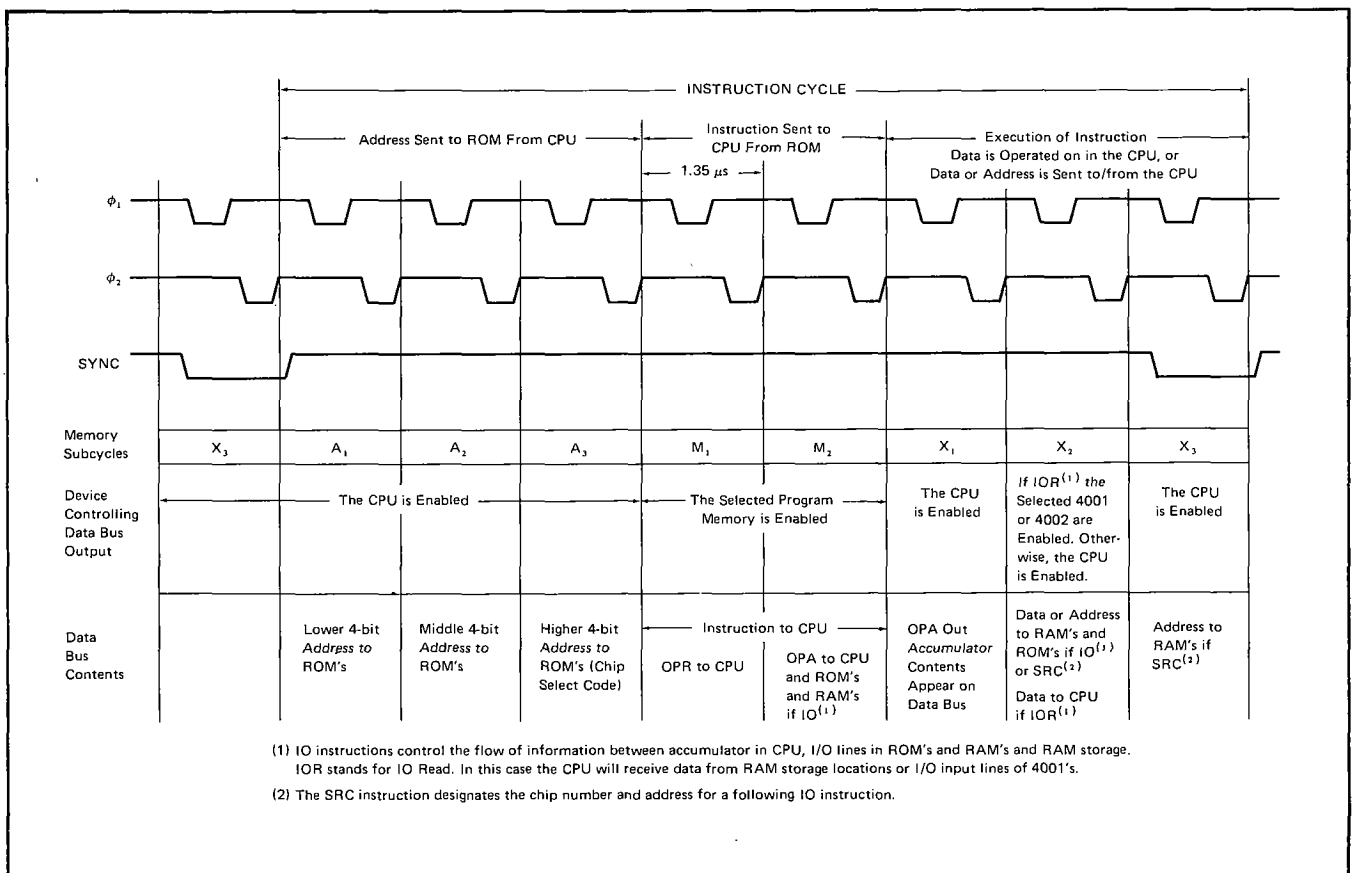 INSTRUCTION CYCLE
Address Sent to ROM From CPU
Instruction Sent to
CPU From ROM
Execution of Instruction
Data is Operated on in the CPU, or
Data or Address is Sent to/from the CPU
1.35 μs
ϕ₁
ϕ₂
SYNC
Memory
Subcycles
X₃
A₁
A₂
A₃
M₁
M₂
X₁
X₂
X₃
Device
Controlling
Data Bus
Output
The CPU is Enabled
The Selected Program
Memory is Enabled
The CPU
is Enabled
If IOR(1) the
Selected 4001
or 4002 are
Enabled. Other-
wise, the CPU
is Enabled.
The CPU
is Enabled
Data
Bus
Contents
Lower 4-bit
Address to
ROM's
Middle 4-bit
Address to
ROM's
Higher 4-bit
Address to
ROM's (Chip
Select Code)
Instruction to CPU
OPR to CPU
OPA to CPU
and ROM's
and RAM's
if IO(1)
OPA Out
Accumulator
Contents
Appear on
Data Bus
Data or Address
to RAM's and
ROM's if IO(1)
or SRC(2)
Data to CPU
if IOR(1)
Address to
RAM's if
SRC(2)
(1) IO instructions control the flow of information between accumulator in CPU, I/O lines in ROM's and RAM's and RAM storage.
IOR stands for IO Read. In this case the CPU will receive data from RAM storage locations or I/O input lines of 4001's.
(2) The SRC instruction designates the chip number and address for a following IO instruction.